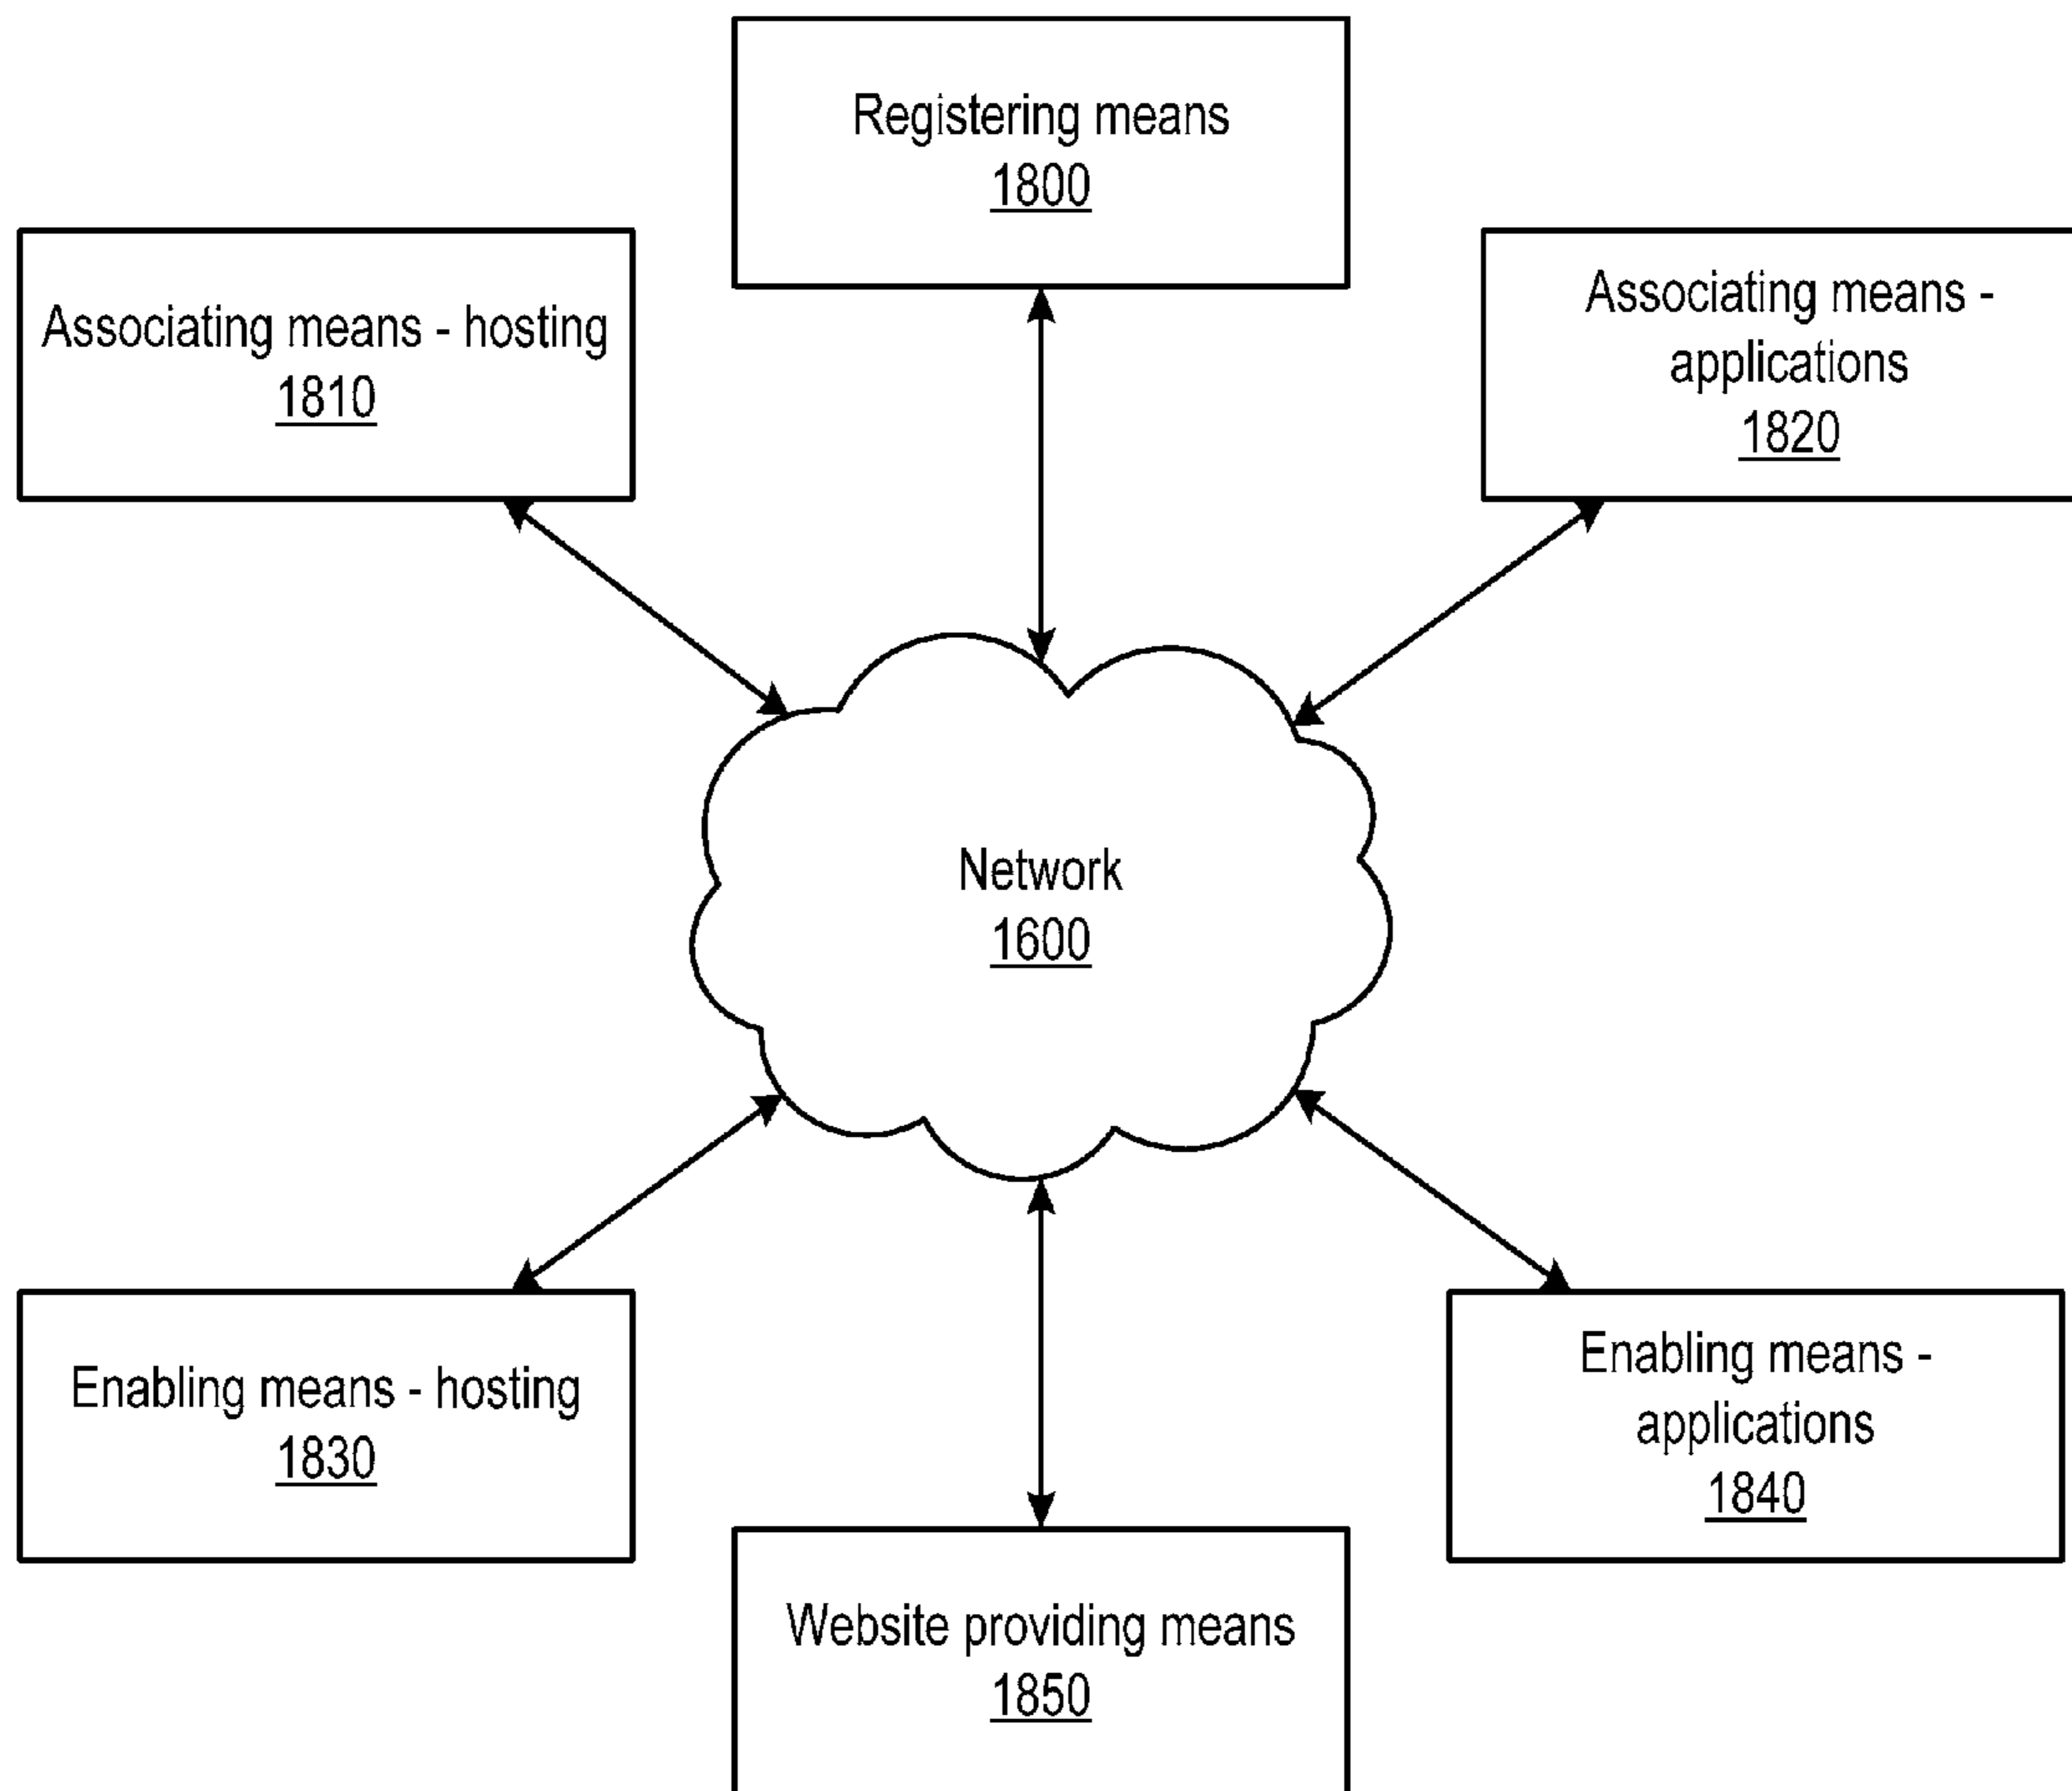 Registering means
1800
Associating means - hosting
1810
Associating means -
applications
1820
Network
1600
Enabling means - hosting
1830
Enabling means -
applications
1840
Website providing means
1850